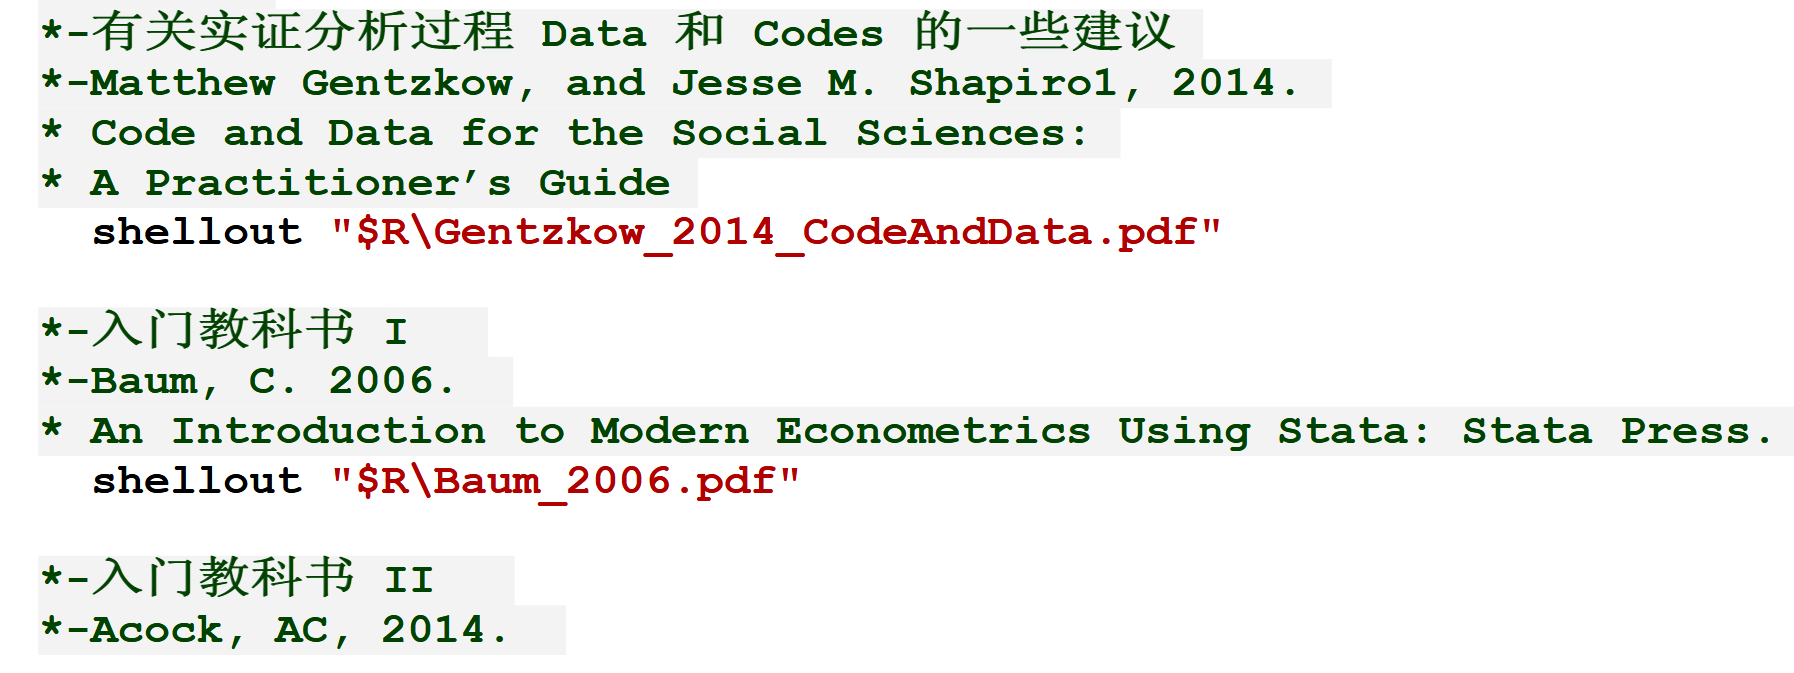 *-有关实证分析过程 Data 和 Codes 的一些建议
*-Matthew Gentzkow, and Jesse M. Shapiro1, 2014.
* Code and Data for the Social Sciences:
* A Practitioner’s Guide
shellout "$R\Gentzkow_2014_CodeAndData.pdf"
*-入门教科书 I
*-Baum, C. 2006.
* An Introduction to Modern Econometrics Using Stata: Stata Press.
shellout "$R\Baum_2006.pdf"
*-入门教科书 II
*-Acock, AC, 2014.